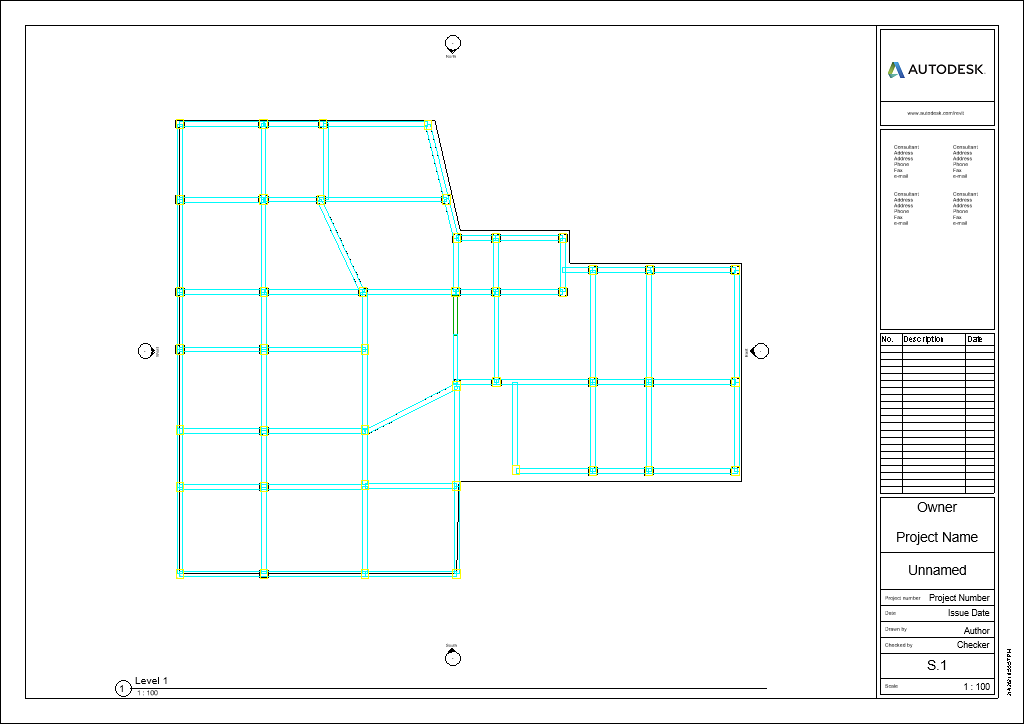 AUTODESK.
www.autodesk.com/revit
Consultant Consultant
Address Address
Address Address
Phone Phone
Fax Fax
e-mail e-mail
Consultant Consultant
Address Address
Address Address
Phone Phone
Fax Fax
e-mail e-mail
No. Description Date
Owner
Project Name
Unnamed
Project number Project Number
Date Issue Date
Drawn by Author
Checked by Checker
S.1
Scale 1 : 100
North
South
East
1 Level 1
1 : 100